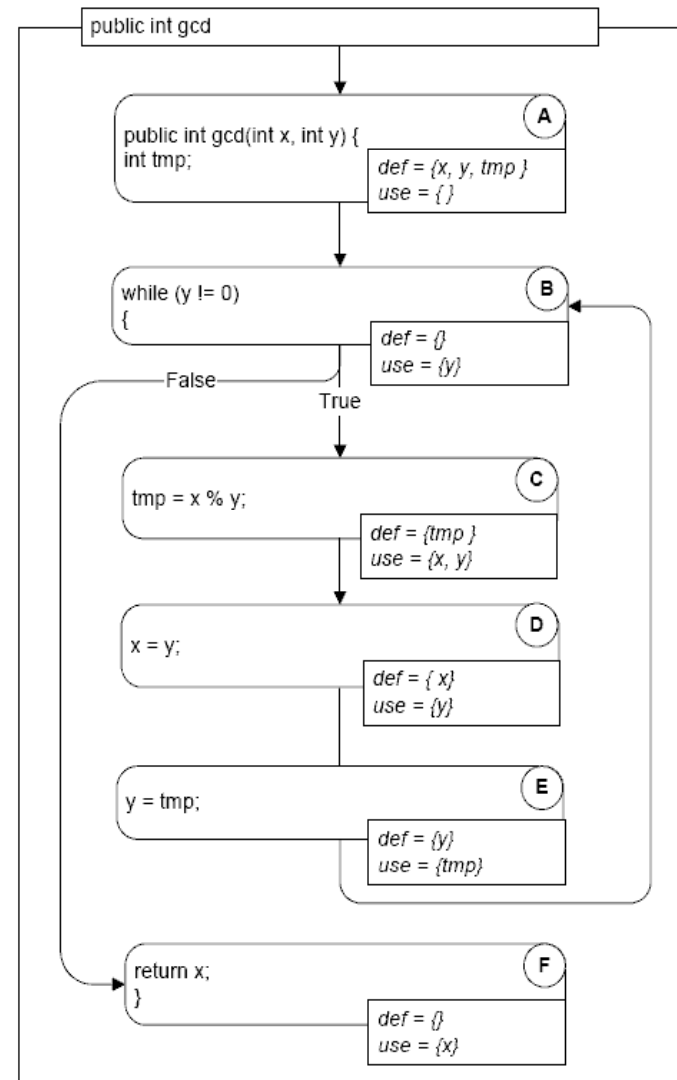 public int gcd
A
public int gcd(int x, int y) {
int tmp;
def = {x, y, tmp }
use = { }
B
while (y != 0)
{
def = {}
use = {y}
False
True
C
tmp = x % y;
def = {tmp }
use = {x, y}
D
x = y;
def = { x}
use = {y}
E
y = tmp;
def = {y}
use = {tmp}
F
return x;
}
def = {}
use = {x}